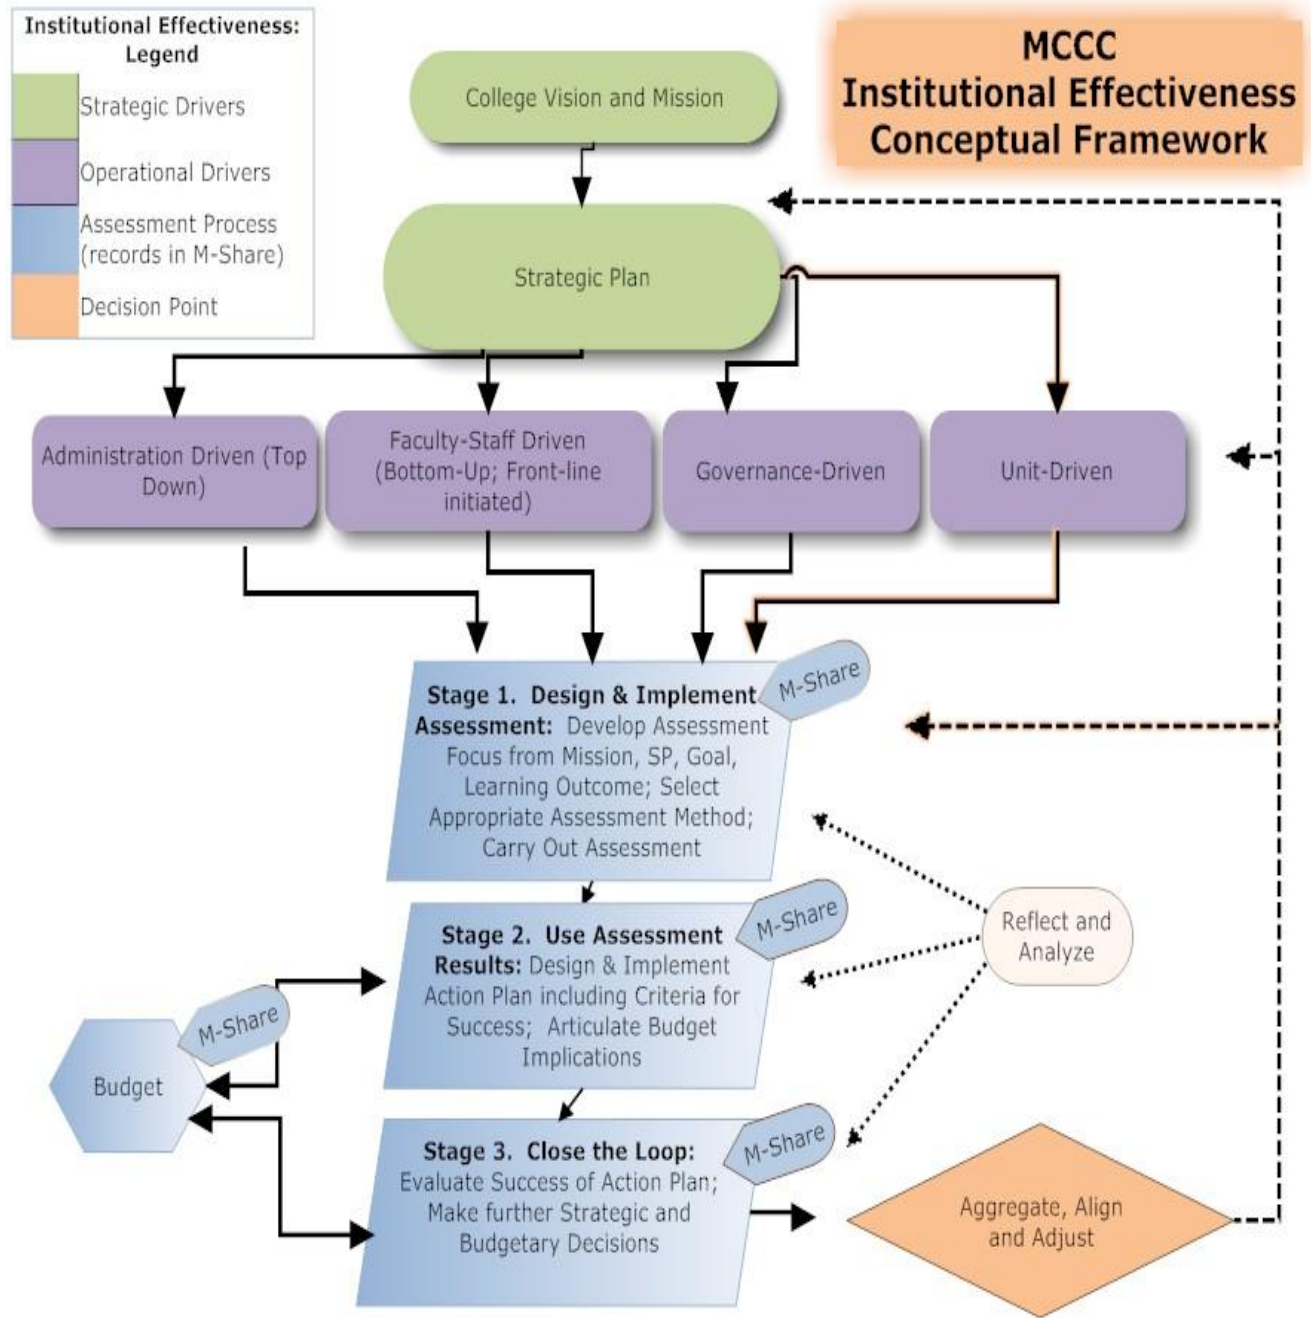 Institutional Effectiveness:
Legend
Strategic Drivers
Operational Drivers
Assessment Process
(records in M-Share)
Decision Point
MCCC
Institutional Effectiveness
Conceptual Framework
College Vision and Mission
Strategic Plan
Administration Driven (Top
Down)
Faculty-Staff Driven
(Bottom-Up; Front-line
initiated)
Governance-Driven
Unit-Driven
Stage 1.  Design & Implement
Assessment:  Develop Assessment
Focus from Mission, SP, Goal,
Learning Outcome; Select
Appropriate Assessment Method;
Carry Out Assessment
M-Share
Stage 2.  Use Assessment
Results: Design & Implement
Action Plan including Criteria for
Success;  Articulate Budget
Implications
M-Share
Reflect and
Analyze
M-Share
Budget
Stage 3.  Close the Loop:
Evaluate Success of Action Plan;
Make further Strategic and
Budgetary Decisions
M-Share
Aggregate, Align
and Adjust